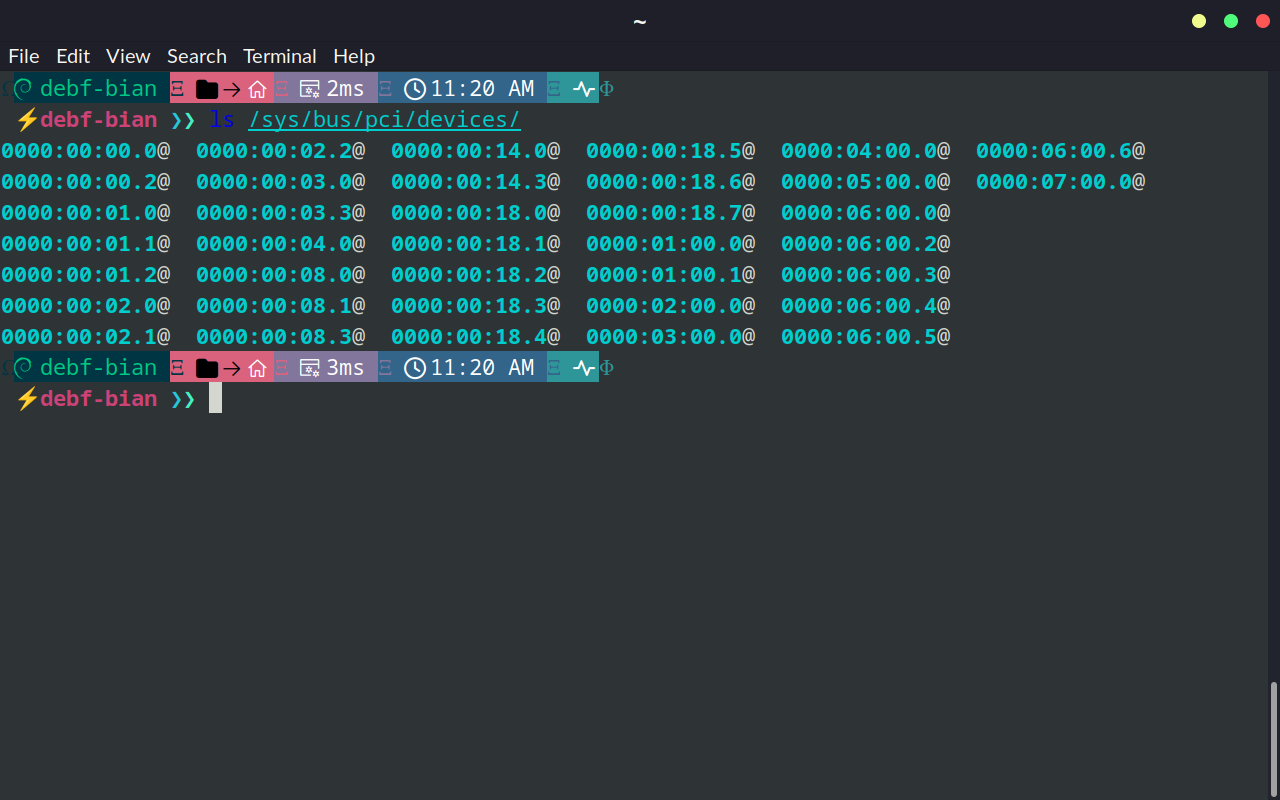 ~
File Edit View Search Terminal Help
debf-bian Ξ → Ξ 2ms Ξ 11:20 AM Ξ Φ
⚡debf-bian ❯❯ ls /sys/bus/pci/devices/
0000:00:00.0@ 0000:00:02.2@ 0000:00:14.0@ 0000:00:18.5@ 0000:04:00.0@ 0000:06:00.6@
0000:00:00.2@ 0000:00:03.0@ 0000:00:14.3@ 0000:00:18.6@ 0000:05:00.0@ 0000:07:00.0@
0000:00:01.0@ 0000:00:03.3@ 0000:00:18.0@ 0000:00:18.7@ 0000:06:00.0@
0000:00:01.1@ 0000:00:04.0@ 0000:00:18.1@ 0000:01:00.0@ 0000:06:00.2@
0000:00:01.2@ 0000:00:08.0@ 0000:00:18.2@ 0000:01:00.1@ 0000:06:00.3@
0000:00:02.0@ 0000:00:08.1@ 0000:00:18.3@ 0000:02:00.0@ 0000:06:00.4@
0000:00:02.1@ 0000:00:08.3@ 0000:00:18.4@ 0000:03:00.0@ 0000:06:00.5@
debf-bian Ξ → Ξ 3ms Ξ 11:20 AM Ξ Φ
⚡debf-bian ❯❯